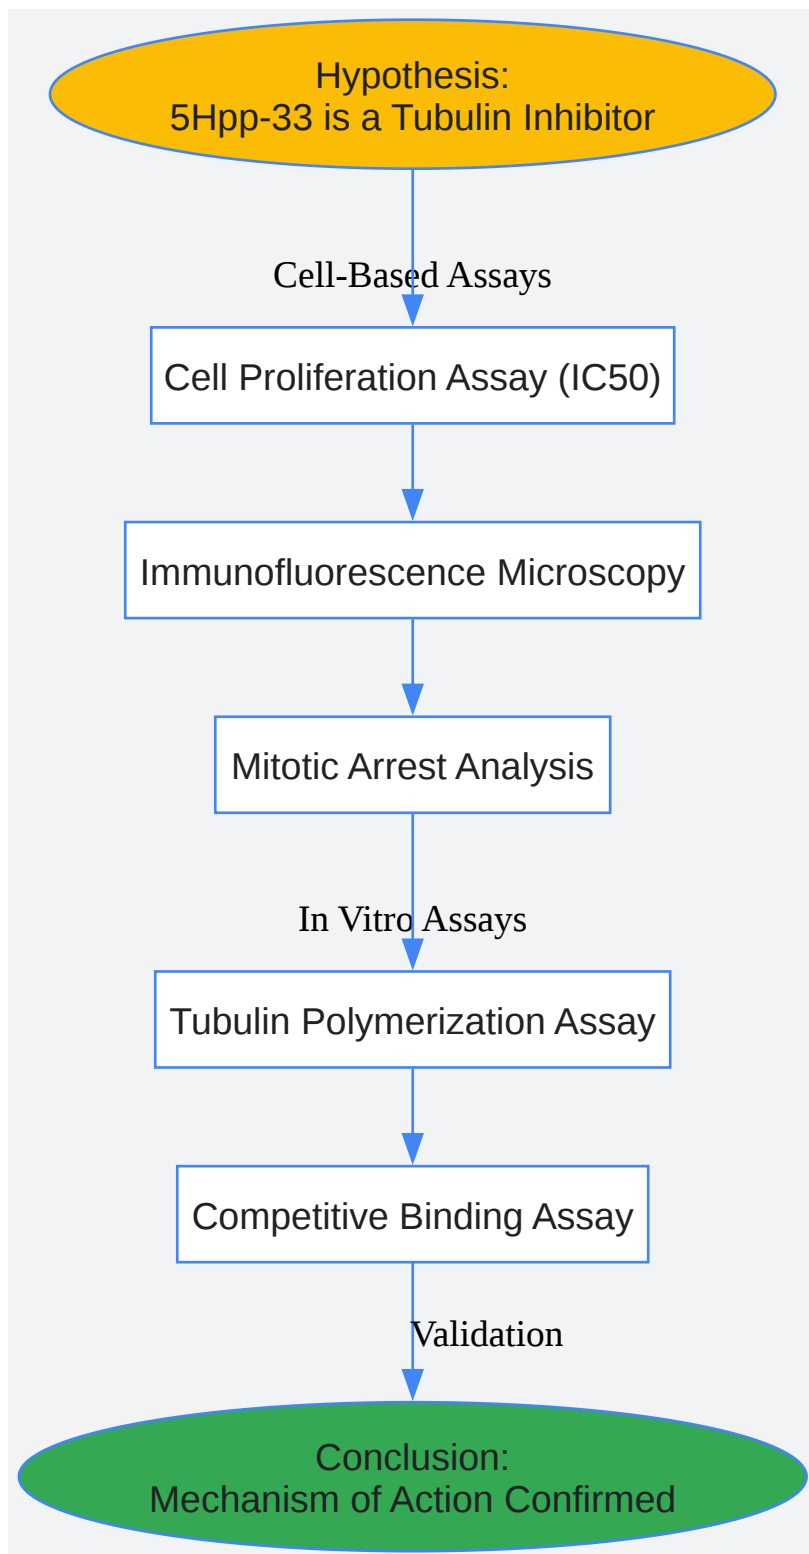 Hypothesis:
5Hpp-33 is a Tubulin Inhibitor
Cell-Based Assays
Cell Proliferation Assay (IC50)
Immunofluorescence Microscopy
Mitotic Arrest Analysis
In Vitro Assays
Tubulin Polymerization Assay
Competitive Binding Assay
Validation
Conclusion:
Mechanism of Action Confirmed